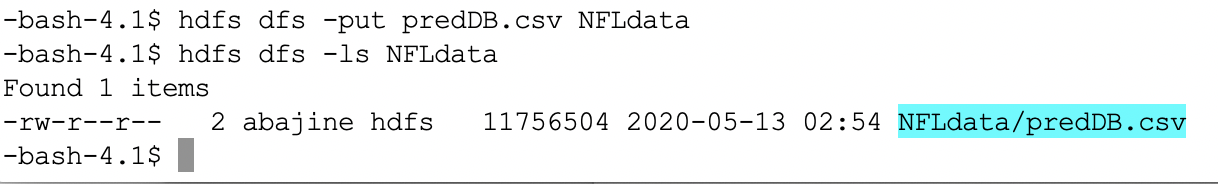 -bash-4.1$ hdfs dfs -put predDB.csv NFLdata
-bash-4.1$ hdfs dfs -ls NFLdata
Found 1 items
-rw-r--r--   2 abajine hdfs   11756504 2020-05-13 02:54 NFLdata/predDB.csv
-bash-4.1$